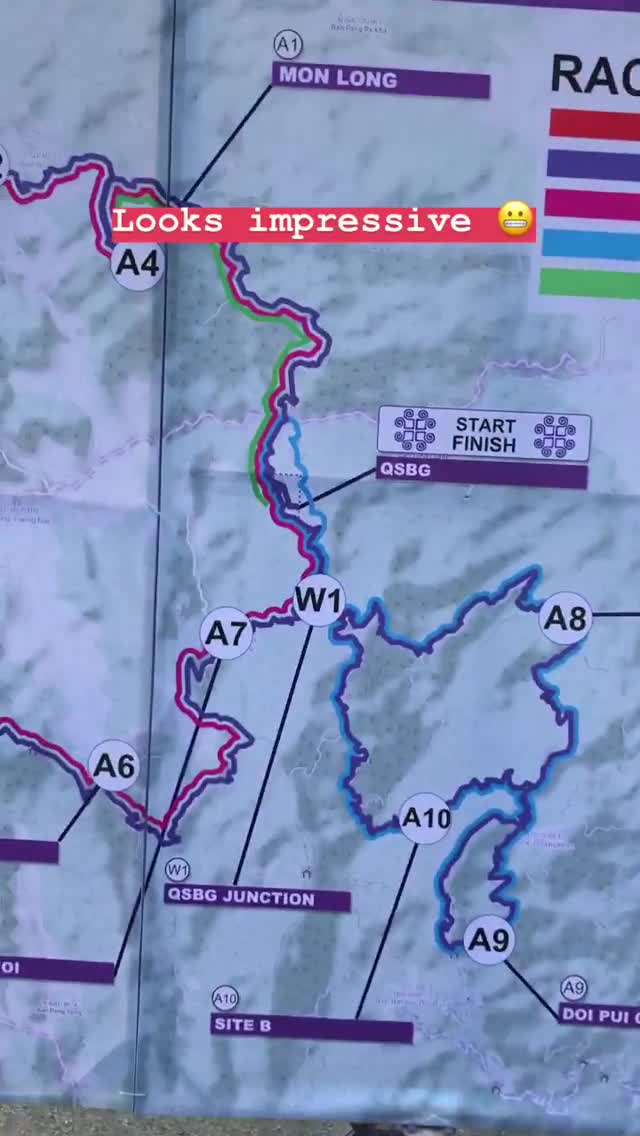 A1
MON LONG
RAC
Looks impressive 😬
A4
START
FINISH
QSBG
W1
A7
A8
A6
A10
W1
QSBG JUNCTION
A9
OI
A10
SITE B
A9
DOI PUI